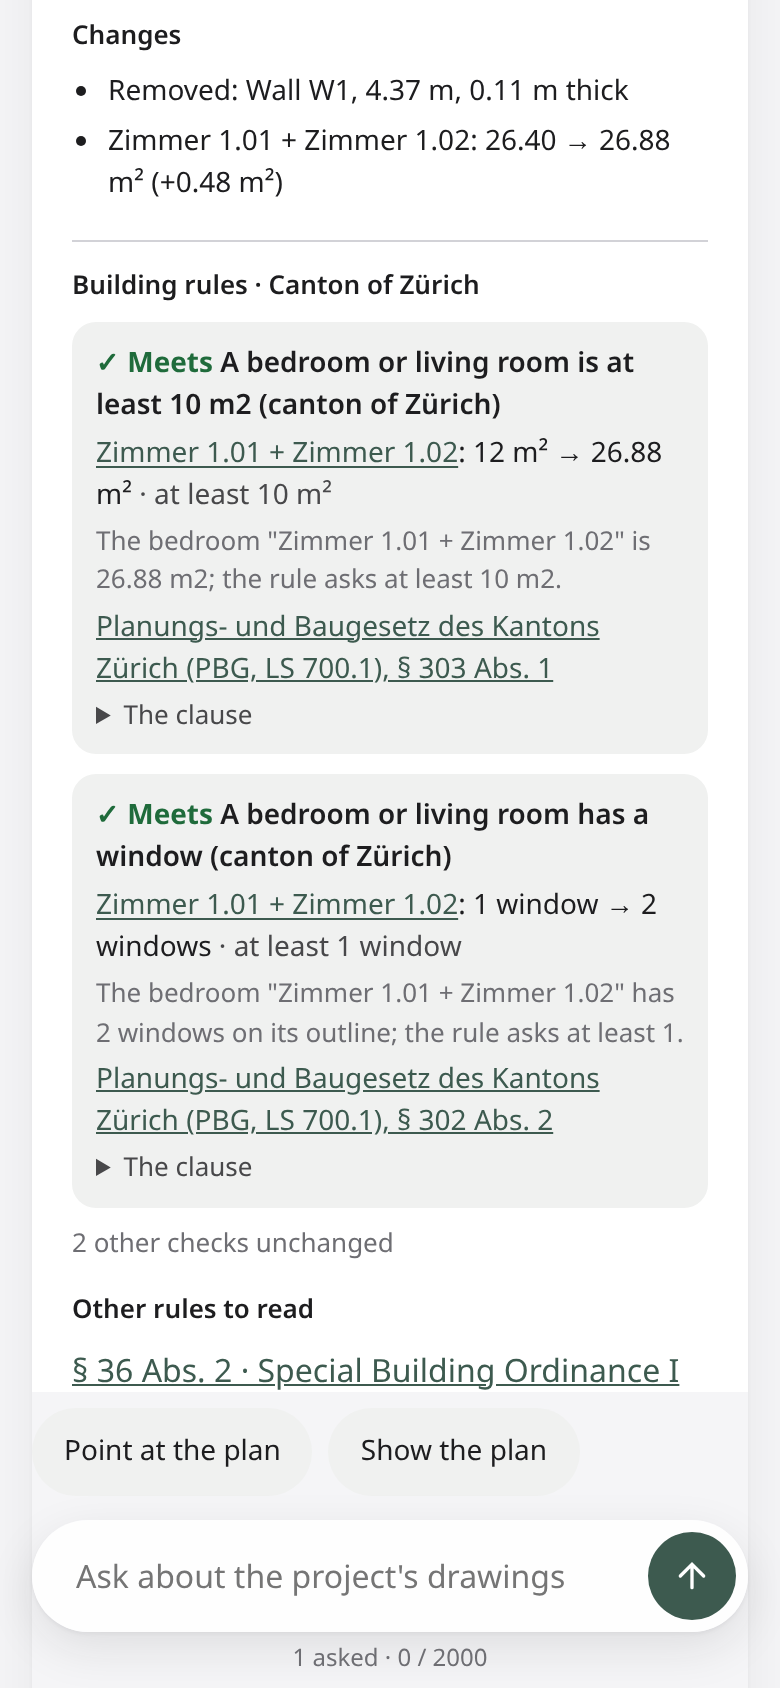 Changes
• Removed: Wall W1, 4.37 m, 0.11 m thick
• Zimmer 1.01 + Zimmer 1.02: 26.40 → 26.88
m² (+0.48 m²)
Building rules · Canton of Zürich
✓ Meets A bedroom or living room is at
least 10 m2 (canton of Zürich)
Zimmer 1.01 + Zimmer 1.02: 12 m² → 26.88
m² · at least 10 m²
The bedroom "Zimmer 1.01 + Zimmer 1.02" is
26.88 m2; the rule asks at least 10 m2.
Planungs- und Baugesetz des Kantons
Zürich (PBG, LS 700.1), § 303 Abs. 1
▶ The clause
✓ Meets A bedroom or living room has a
window (canton of Zürich)
Zimmer 1.01 + Zimmer 1.02: 1 window → 2
windows · at least 1 window
The bedroom "Zimmer 1.01 + Zimmer 1.02" has
2 windows on its outline; the rule asks at least 1.
Planungs- und Baugesetz des Kantons
Zürich (PBG, LS 700.1), § 302 Abs. 2
▶ The clause
2 other checks unchanged
Other rules to read
§ 36 Abs. 2 · Special Building Ordinance I
Point at the plan
Show the plan
Ask about the project's drawings
1 asked · 0 / 2000